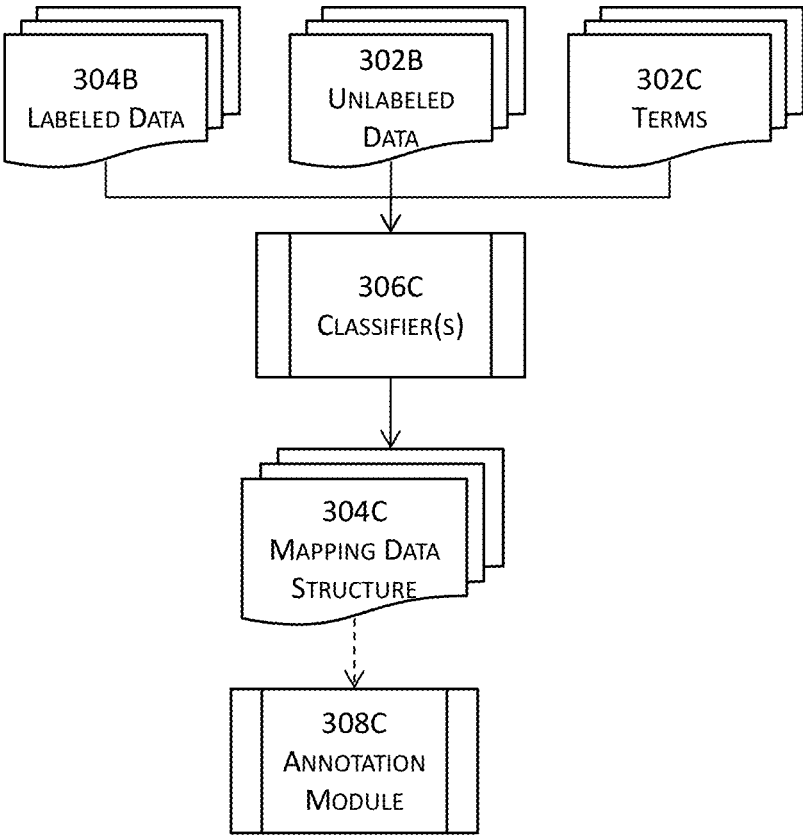 304B
LABELED DATA
302B
UNLABELED
DATA
302C
TERMS
306C
CLASSIFIER(S)
304C
MAPPING DATA
STRUCTURE
308C
ANNOTATION
MODULE